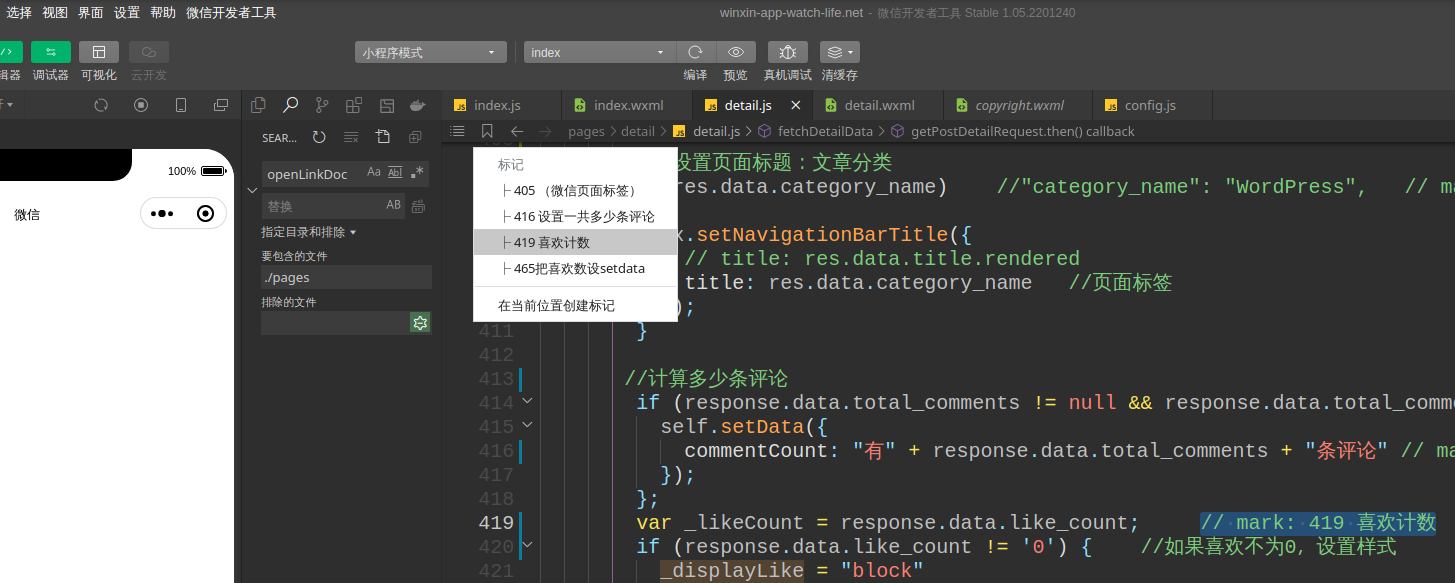 选择 视图 界面 设置 帮助 微信开发者工具
winxin-app-watch-life.net - 微信开发者工具 Stable 1.05.2201240
小程序模式
index
辑器 调试器 可视化 云开发
编译 预览 真机调试 清缓存
index.js
index.wxml
detail.js
detail.wxml
copyright.wxml
config.js
SEAR...
pages > detail > detail.js > fetchDetailData > getPostDetailRequest.then() callback
100%
微信
openLinkDoc
Aa Abl .*
替换
AB
指定目录和排除
要包含的文件
./pages
排除的文件
标记
├ 405 （微信页面标签）
├ 416 设置一共多少条评论
├ 419 喜欢计数
├ 465把喜欢数设setdata
在当前位置创建标记
设置页面标题：文章分类
res.data.category_name) //"category_name": "WordPress", // ma
x.setNavigationBarTitle({
// title: res.data.title.rendered
title: res.data.category_name //页面标签
);
411 }
412
413 //计算多少条评论
414 if (response.data.total_comments != null && response.data.total_comme
415 self.setData({
416 commentCount: "有" + response.data.total_comments + "条评论" // ma
417 });
418 };
419 var _likeCount = response.data.like_count; // mark: 419 喜欢计数
420 if (response.data.like_count != '0') { //如果喜欢不为0, 设置样式
421 _displayLike = "block"